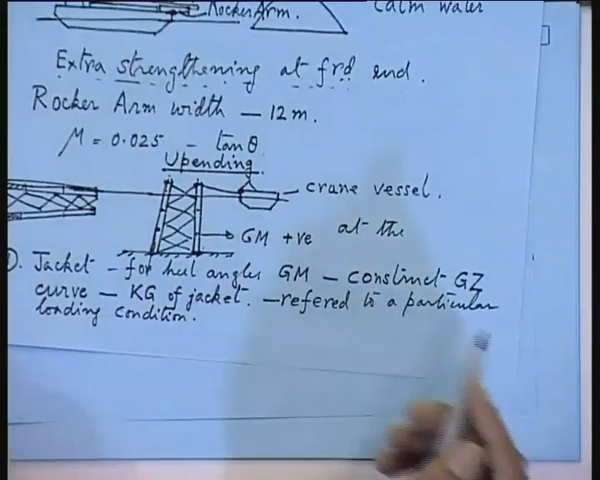 Rocker Arm. Calm water
Extra strengthening at frd end.
Rocker Arm width – 12 m.
μ = 0.025 – tan θ
Upending.
crane vessel.
GM +ve at the
1). Jacket – for heel angles GM – construct GZ
curve – KG of jacket. – refered to a particular
loading condition.